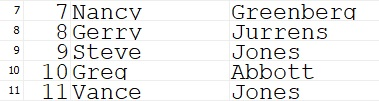 7 7 Nancy Greenberg
8 8 Gerry Jurrens
9 9 Steve Jones
10 10 Greg Abbott
11 11 Vance Jones